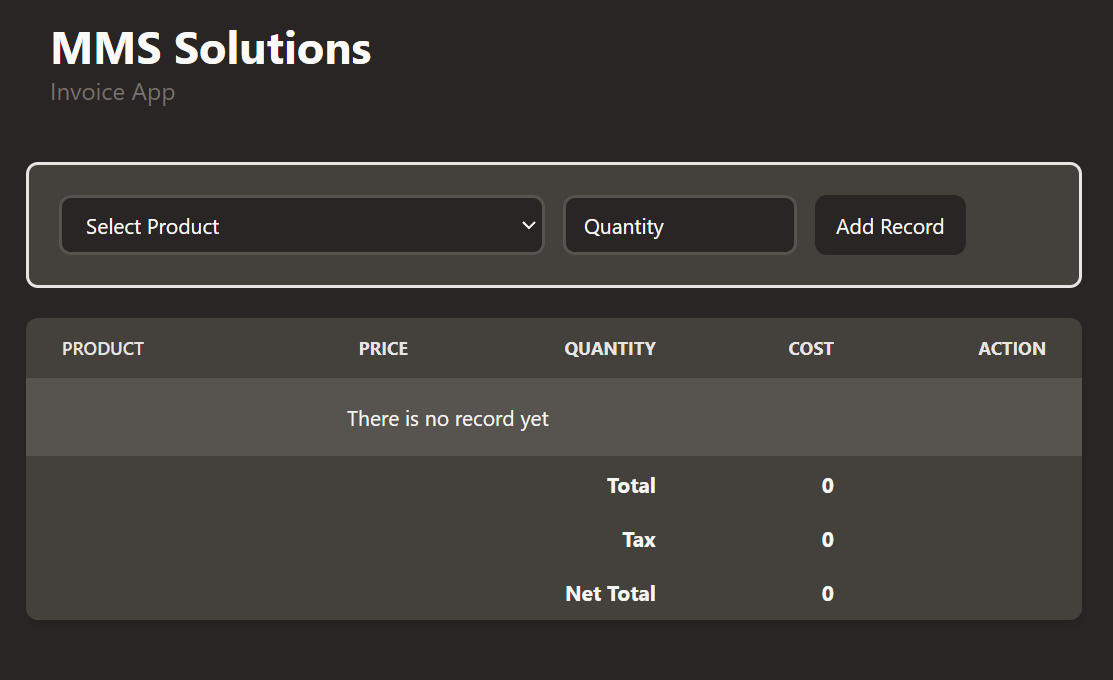 MMS Solutions
Invoice App
Select Product Quantity Add Record
PRODUCT PRICE QUANTITY COST ACTION
There is no record yet
Total 0
Tax 0
Net Total 0